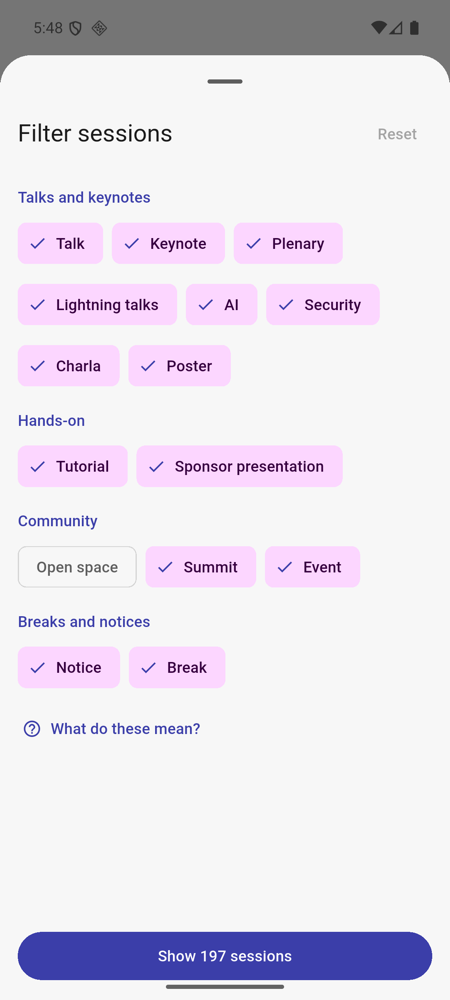 5:48
Filter sessions
Reset
Talks and keynotes
Talk Keynote Plenary
Lightning talks AI Security
Charla Poster
Hands-on
Tutorial Sponsor presentation
Community
Open space Summit Event
Breaks and notices
Notice Break
What do these mean?
Show 197 sessions